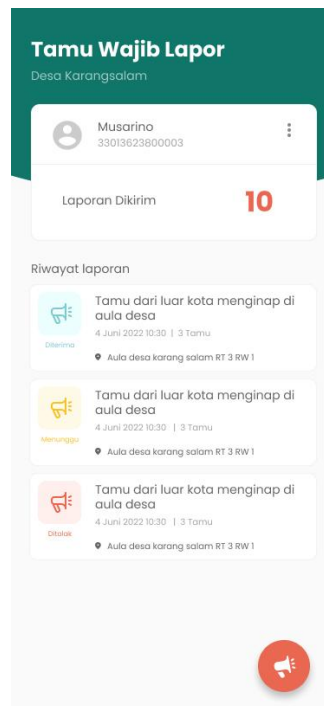 Tamu Wajib Lapor
Desa Karangsalam
Musarino
33013623800003
Laporan Dikirim
10
Riwayat laporan
Tamu dari luar kota menginap di
aula desa
4 Juni 2022 10:30 | 3 Tamu
Diterima
Aula desa karang salam RT 3 RW 1
Tamu dari luar kota menginap di
aula desa
4 Juni 2022 10:30 | 3 Tamu
Menunggu
Aula desa karang salam RT 3 RW 1
Tamu dari luar kota menginap di
aula desa
4 Juni 2022 10:30 | 3 Tamu
Ditolak
Aula desa karang salam RT 3 RW 1